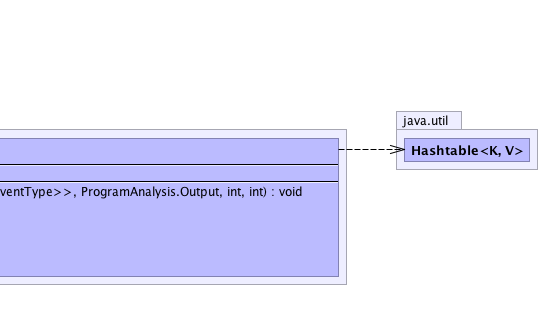 java.util
Hashtable<K, V>
ventType>>, ProgramAnalysis.Output, int, int) : void